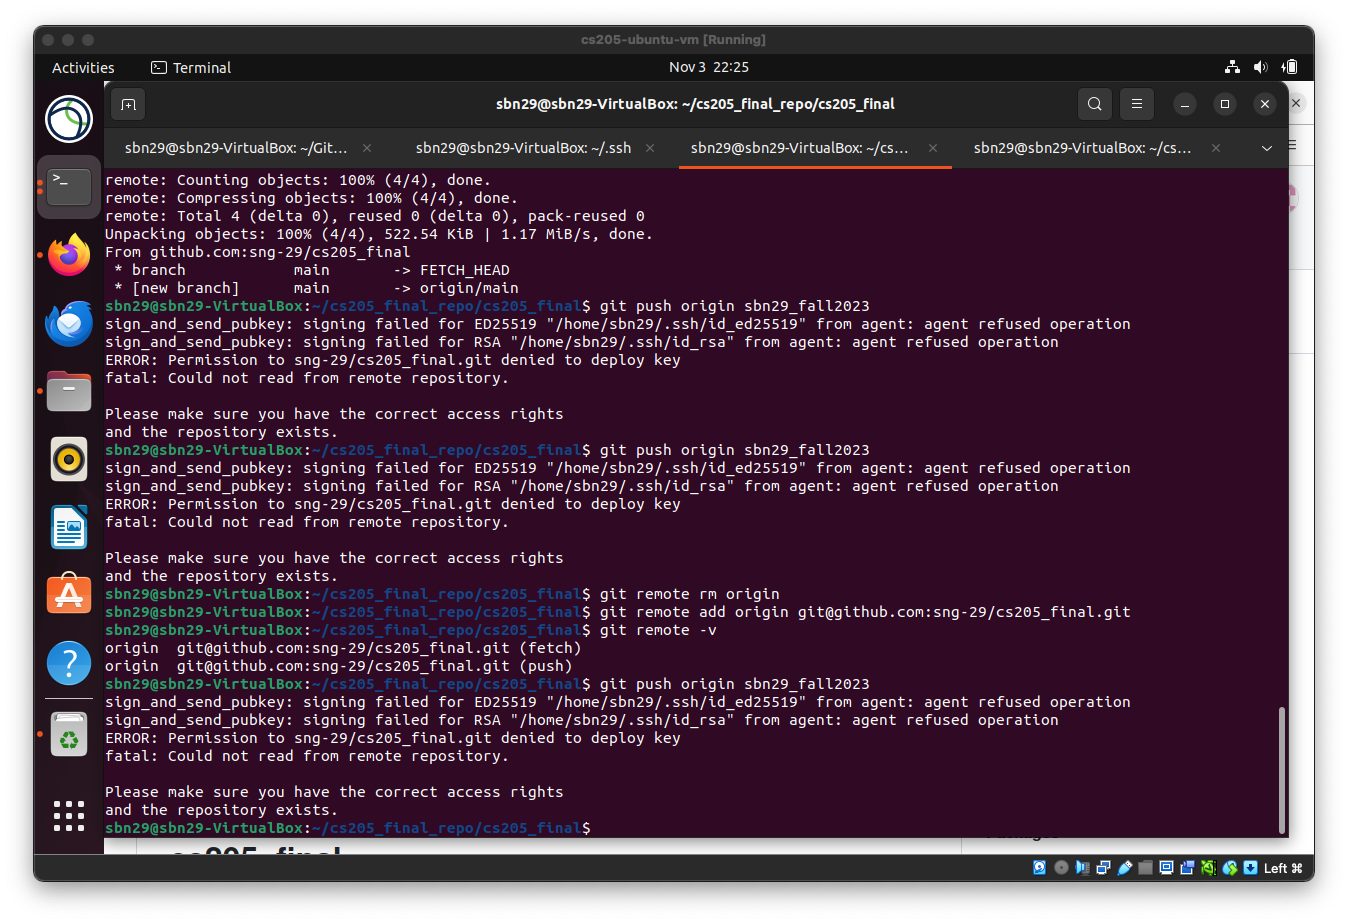 cs205-ubuntu-vm [Running]
Activities
Terminal
Nov 3 22:25
sbn29@sbn29-VirtualBox: ~/cs205_final_repo/cs205_final
sbn29@sbn29-VirtualBox: ~/Git...
sbn29@sbn29-VirtualBox: ~/.ssh
sbn29@sbn29-VirtualBox: ~/cs...
sbn29@sbn29-VirtualBox: ~/cs...
remote: Counting objects: 100% (4/4), done.
remote: Compressing objects: 100% (4/4), done.
remote: Total 4 (delta 0), reused 0 (delta 0), pack-reused 0
Unpacking objects: 100% (4/4), 522.54 KiB | 1.17 MiB/s, done.
From github.com:sng-29/cs205_final
 * branch            main       -> FETCH_HEAD
 * [new branch]      main       -> origin/main
sbn29@sbn29-VirtualBox:~/cs205_final_repo/cs205_final$ git push origin sbn29_fall2023
sign_and_send_pubkey: signing failed for ED25519 "/home/sbn29/.ssh/id_ed25519" from agent: agent refused operation
sign_and_send_pubkey: signing failed for RSA "/home/sbn29/.ssh/id_rsa" from agent: agent refused operation
ERROR: Permission to sng-29/cs205_final.git denied to deploy key
fatal: Could not read from remote repository.
Please make sure you have the correct access rights
and the repository exists.
sbn29@sbn29-VirtualBox:~/cs205_final_repo/cs205_final$ git push origin sbn29_fall2023
sign_and_send_pubkey: signing failed for ED25519 "/home/sbn29/.ssh/id_ed25519" from agent: agent refused operation
sign_and_send_pubkey: signing failed for RSA "/home/sbn29/.ssh/id_rsa" from agent: agent refused operation
ERROR: Permission to sng-29/cs205_final.git denied to deploy key
fatal: Could not read from remote repository.
Please make sure you have the correct access rights
and the repository exists.
sbn29@sbn29-VirtualBox:~/cs205_final_repo/cs205_final$ git remote rm origin
sbn29@sbn29-VirtualBox:~/cs205_final_repo/cs205_final$ git remote add origin git@github.com:sng-29/cs205_final.git
sbn29@sbn29-VirtualBox:~/cs205_final_repo/cs205_final$ git remote -v
origin  git@github.com:sng-29/cs205_final.git (fetch)
origin  git@github.com:sng-29/cs205_final.git (push)
sbn29@sbn29-VirtualBox:~/cs205_final_repo/cs205_final$ git push origin sbn29_fall2023
sign_and_send_pubkey: signing failed for ED25519 "/home/sbn29/.ssh/id_ed25519" from agent: agent refused operation
sign_and_send_pubkey: signing failed for RSA "/home/sbn29/.ssh/id_rsa" from agent: agent refused operation
ERROR: Permission to sng-29/cs205_final.git denied to deploy key
fatal: Could not read from remote repository.
Please make sure you have the correct access rights
and the repository exists.
sbn29@sbn29-VirtualBox:~/cs205_final_repo/cs205_final$
cs205_final
Left ⌘